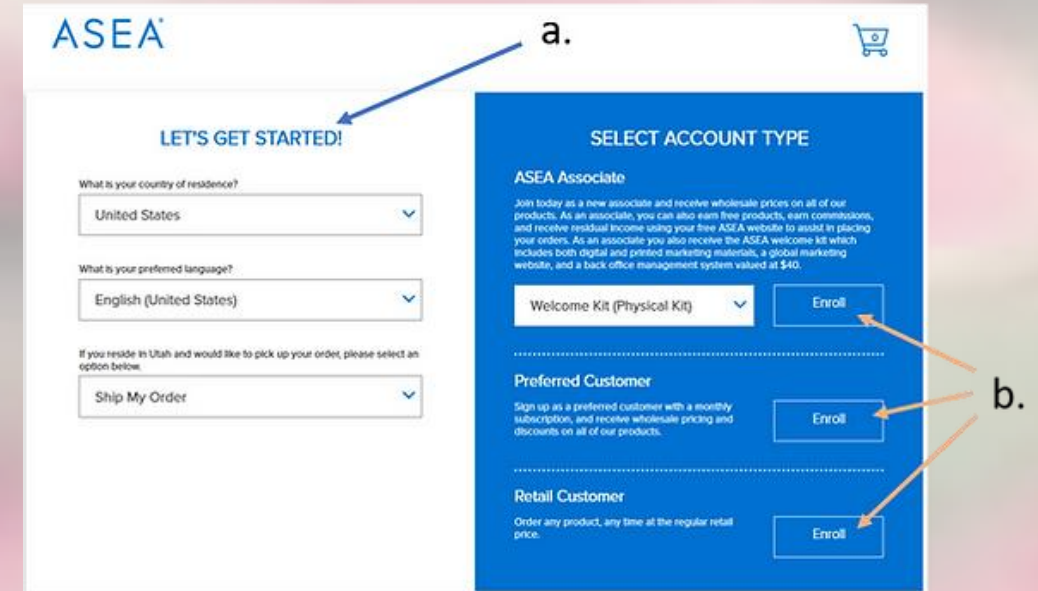 ASEA
a.
0
LET'S GET STARTED!
What is your country of residence?
United States
What is your preferred language?
English (United States)
If you reside in Utah and would like to pick up your order, please select an
option below.
Ship My Order
SELECT ACCOUNT TYPE
ASEA Associate
Join today as a new associate and receive wholesale prices on all of our
products. As an associate, you can also earn free products, earn commissions,
and receive residual income using your free ASEA website to assist in placing
your orders. As an associate you also receive the ASEA welcome kit which
includes both digital and printed marketing materials, a global marketing
website, and a back office management system valued at $40.
Welcome Kit (Physical Kit)
Enroll
Preferred Customer
Sign up as a preferred customer with a monthly
subscription, and receive wholesale pricing and
discounts on all of our products.
Enroll
b.
Retail Customer
Order any product, any time at the regular retail
price.
Enroll